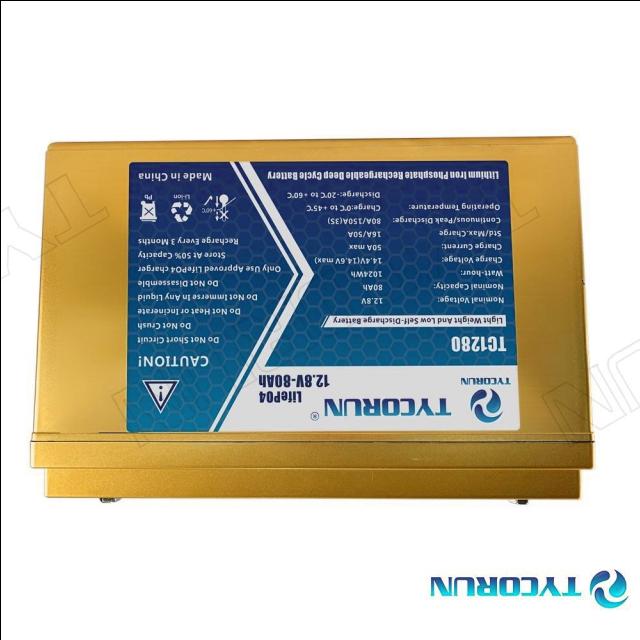 TYCORUN®
LifePO4
12.8V-80Ah
TYCORUN
TC1280
Light Weight And Low Self-Discharge Battery
Nominal Voltage: 12.8V
Nominal Capacity: 80Ah
Watt-hour: 1024Wh
Charge Voltage: 14.4V(14.6V max)
Charge Current: 50A max
Std/Max.Charge 16A/50A
Continuous/Peak Discharge: 80A/150A(3S)
Operating Temperature: Charge:0℃ to +45℃
Discharge:-20℃ to +60℃
Lithium Iron Phosphate Rechargeable Deep Cycle Battery
CAUTION!
Do Not Short Circuit
Do Not Crush
Do Not Heat or Incinerate
Do Not Immerse In Any Liquid
Do Not Disassemble
Only Use Approved LifePO4 charger
Store At 50% Capacity
Recharge Every 3 Months
+60℃
Li-ion
Pb
Made in China
TYCORUN